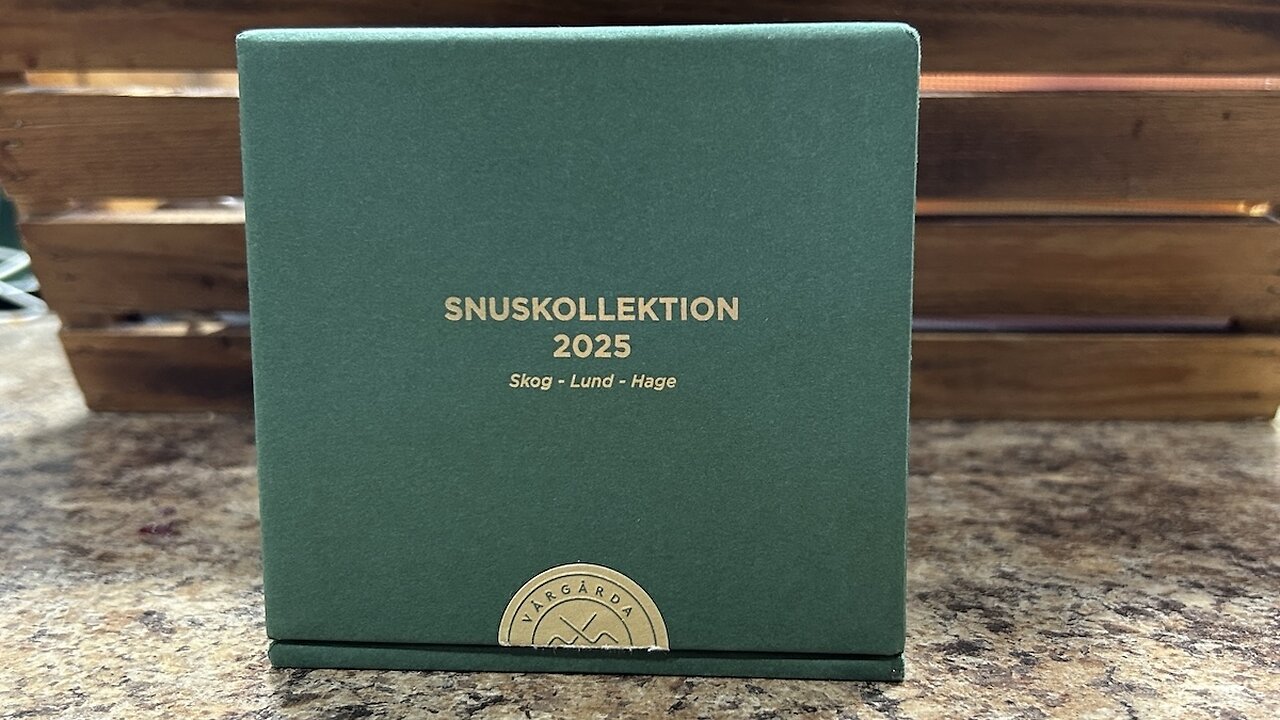 SNUSKOLLEKTION
2025
Skog - Lund - Hage
VÅRGÅRDA